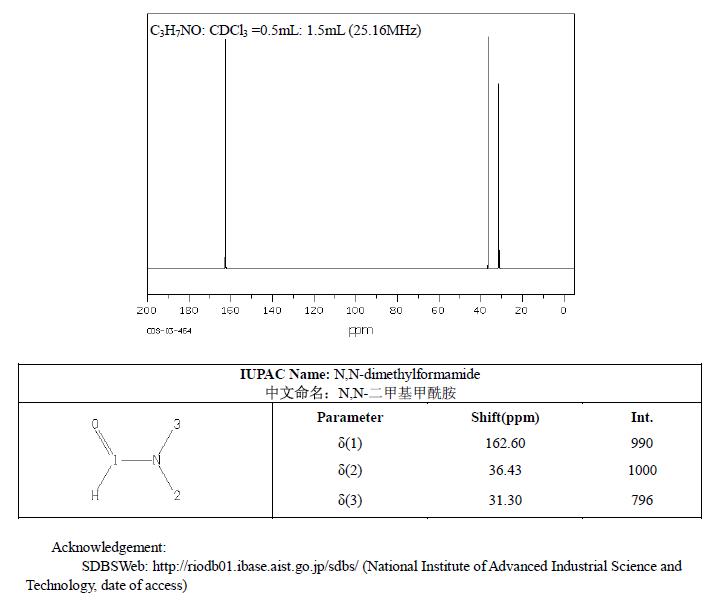 C₃H₇NO: CDCl₃ =0.5mL: 1.5mL (25.16MHz)
200 180 160 140 120 100 80 60 40 20 0
CDS-03-464
ppm
IUPAC Name: N,N-dimethylformamide
中文命名：N,N-二甲基甲酰胺
Parameter Shift(ppm) Int.
δ(1) 162.60 990
δ(2) 36.43 1000
δ(3) 31.30 796
O 3
1 N
H 2
Acknowledgement:
SDBSWeb: http://riodb01.ibase.aist.go.jp/sdbs/ (National Institute of Advanced Industrial Science and
Technology, date of access)